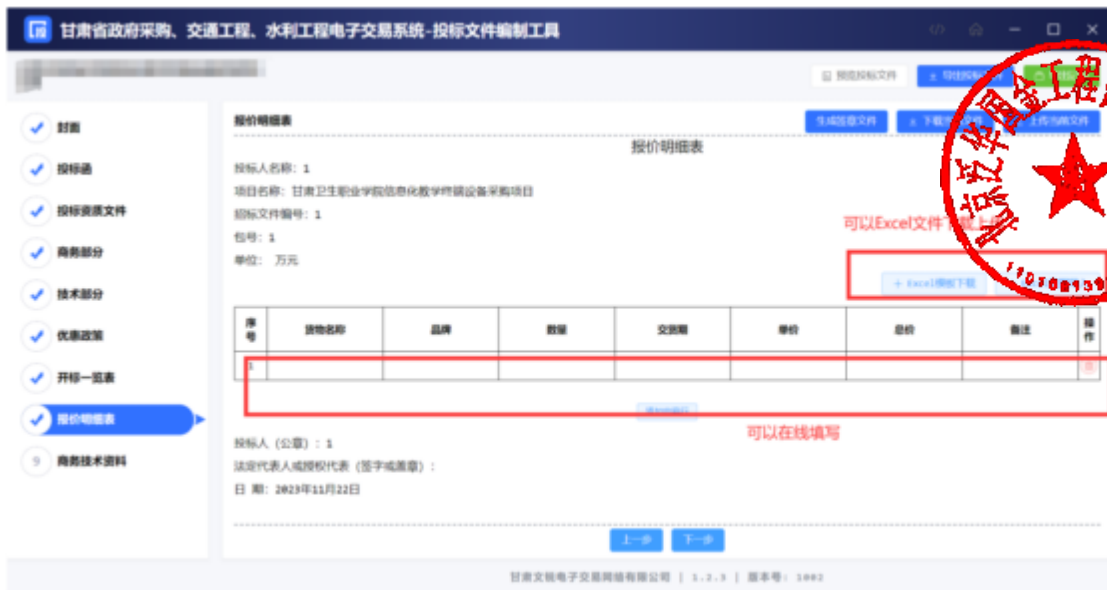 甘肃省政府采购、交通工程、水利工程电子交易系统-投标文件编制工具
预览投标文件
封面
报价明细表
生成签章文件
报价明细表
投标函
投标人名称: 1
项目名称: 甘肃卫生职业学院信息化教学终端设备采购项目
投标资质文件
招标文件编号: 1
可以Excel文件下载上传
包号: 1
商务部分
单位: 万元
技术部分
+ Excel模板下载
序号 货物名称 品牌 数量 交货期 单价 总价 备注 操作
优惠政策
1
开标一览表
报价明细表
可以在线填写
投标人 (公章) : 1
9 商务技术资料
法定代表人或授权代表 (签字或盖章) :
日 期: 2023年11月22日
上一步 下一步
甘肃文锐电子交易网络有限公司 | 1.2.3 | 版本号: 1002